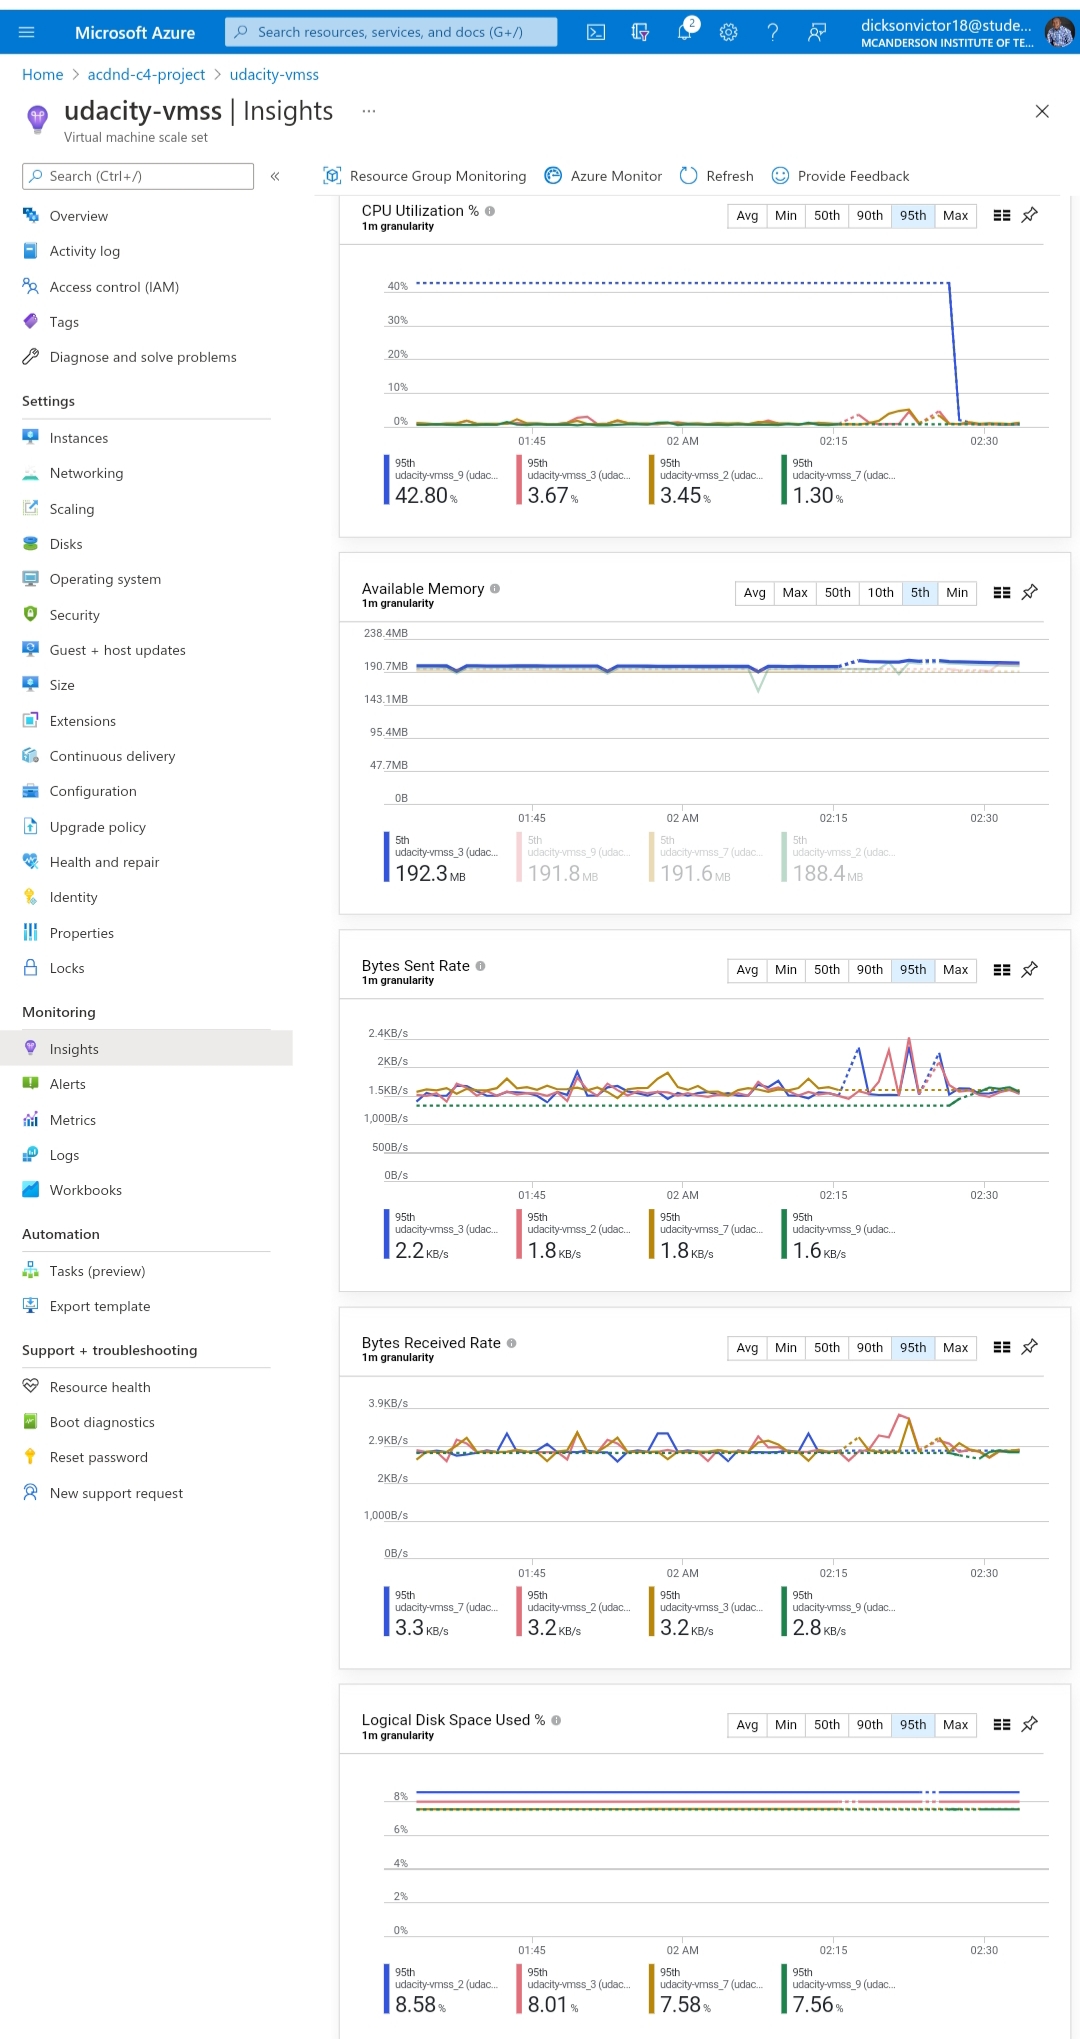 Microsoft Azure
Search resources, services, and docs (G+/)
2
dicksonvictor18@stude...
MCANDERSON INSTITUTE OF TE...
Home > acdnd-c4-project > udacity-vmss
udacity-vmss | Insights ...
Virtual machine scale set
Search (Ctrl+/)
Resource Group Monitoring
Azure Monitor
Refresh
Provide Feedback
Overview
Activity log
Access control (IAM)
Tags
Diagnose and solve problems
Settings
Instances
Networking
Scaling
Disks
Operating system
Security
Guest + host updates
Size
Extensions
Continuous delivery
Configuration
Upgrade policy
Health and repair
Identity
Properties
Locks
Monitoring
Insights
Alerts
Metrics
Logs
Workbooks
Automation
Tasks (preview)
Export template
Support + troubleshooting
Resource health
Boot diagnostics
Reset password
New support request
CPU Utilization %
1m granularity
Avg Min 50th 90th 95th Max
40%
30%
20%
10%
0%
01:45 02 AM 02:15 02:30
95th 95th 95th 95th
udacity-vmss_9 (udac... udacity-vmss_3 (udac... udacity-vmss_2 (udac... udacity-vmss_7 (udac...
42.80 % 3.67 % 3.45 % 1.30 %
Available Memory
1m granularity
Avg Max 50th 10th 5th Min
238.4MB
190.7MB
143.1MB
95.4MB
47.7MB
0B
01:45 02 AM 02:15 02:30
5th 5th 5th 5th
udacity-vmss_3 (udac... udacity-vmss_9 (udac... udacity-vmss_7 (udac... udacity-vmss_2 (udac...
192.3 MB 191.8 MB 191.6 MB 188.4 MB
Bytes Sent Rate
1m granularity
Avg Min 50th 90th 95th Max
2.4KB/s
2KB/s
1.5KB/s
1,000B/s
500B/s
0B/s
01:45 02 AM 02:15 02:30
95th 95th 95th 95th
udacity-vmss_3 (udac... udacity-vmss_2 (udac... udacity-vmss_7 (udac... udacity-vmss_9 (udac...
2.2 KB/s 1.8 KB/s 1.8 KB/s 1.6 KB/s
Bytes Received Rate
1m granularity
Avg Min 50th 90th 95th Max
3.9KB/s
2.9KB/s
2KB/s
1,000B/s
0B/s
01:45 02 AM 02:15 02:30
95th 95th 95th 95th
udacity-vmss_7 (udac... udacity-vmss_2 (udac... udacity-vmss_3 (udac... udacity-vmss_9 (udac...
3.3 KB/s 3.2 KB/s 3.2 KB/s 2.8 KB/s
Logical Disk Space Used %
1m granularity
Avg Min 50th 90th 95th Max
8%
6%
4%
2%
0%
01:45 02 AM 02:15 02:30
95th 95th 95th 95th
udacity-vmss_2 (udac... udacity-vmss_3 (udac... udacity-vmss_7 (udac... udacity-vmss_9 (udac...
8.58 % 8.01 % 7.58 % 7.56 %